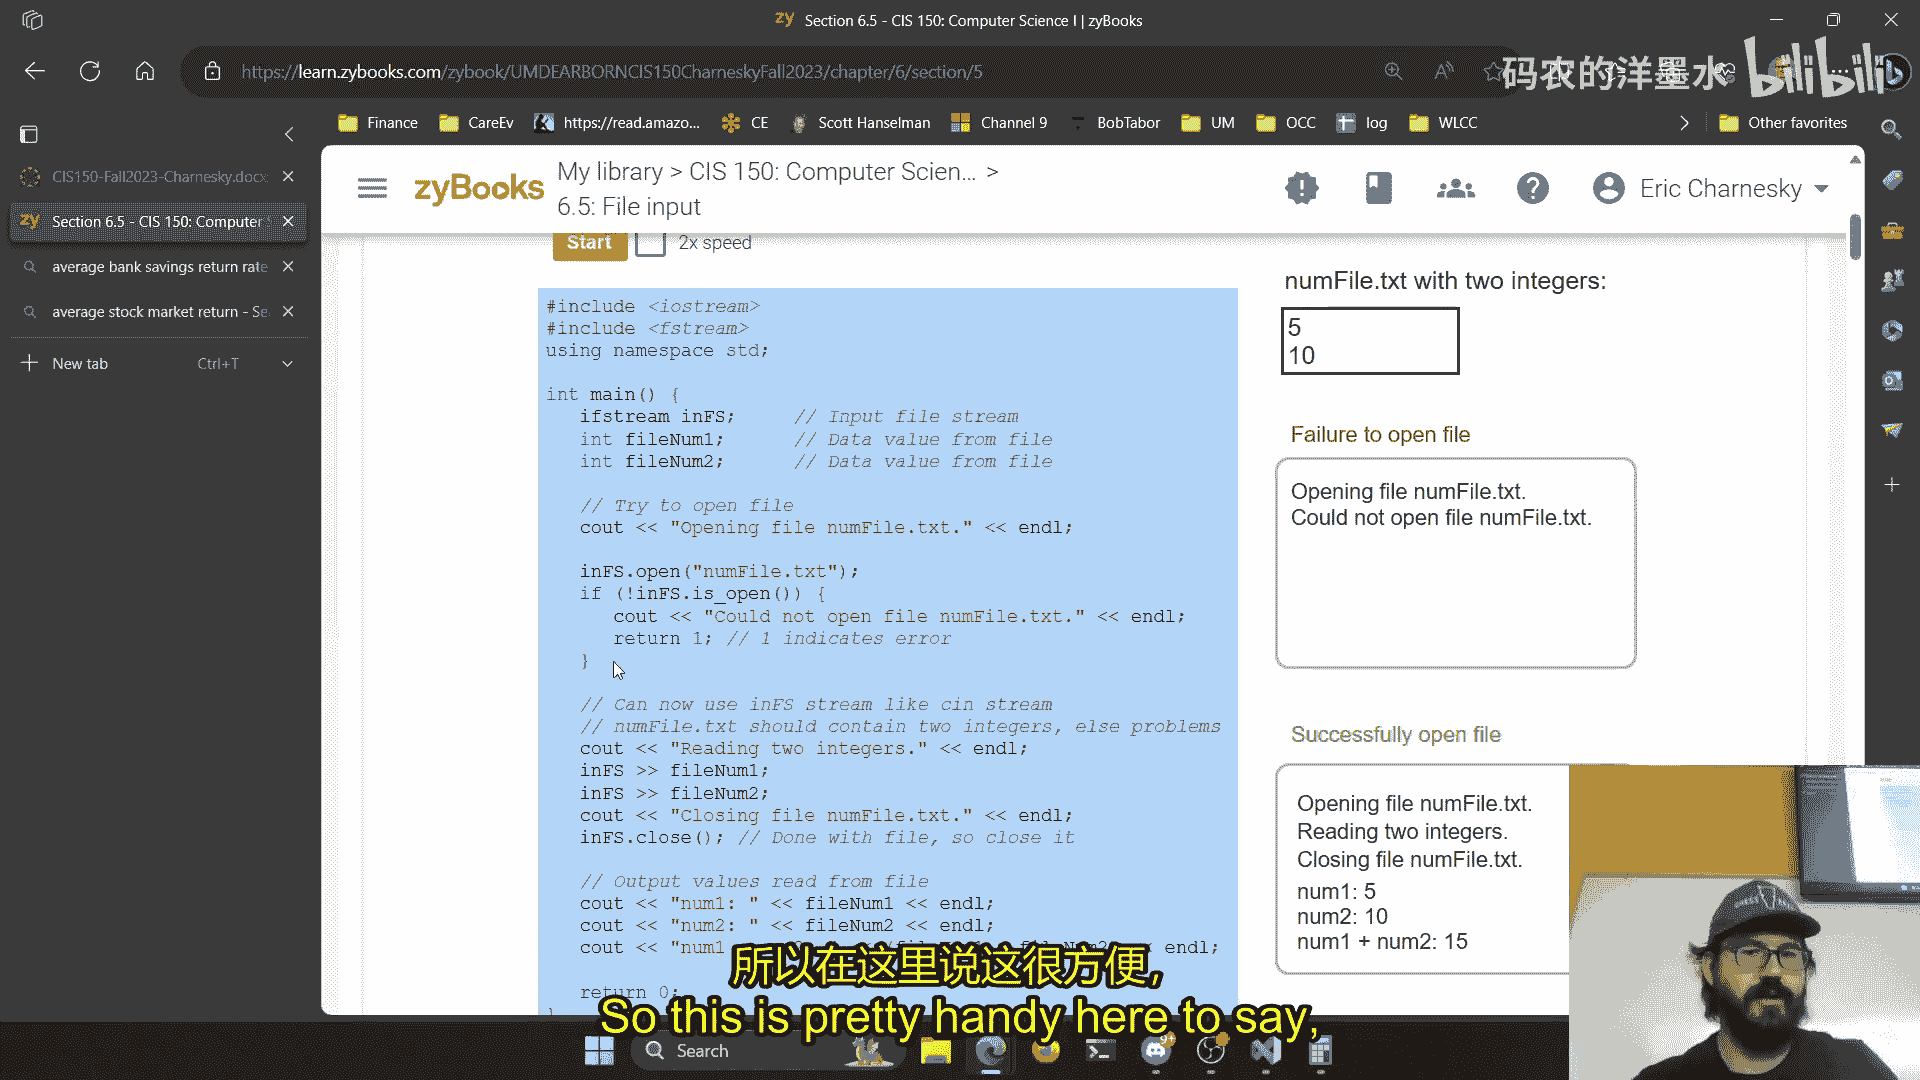 Section 6.5 - CIS 150: Computer Science I | zyBooks
https://learn.zybooks.com/zybook/UMDEARBORNCIS150CharneskyFall2023/chapter/6/section/5
码农的洋墨水
bilibili
Finance
CareEv
https://read.amazo...
CE
Scott Hanselman
Channel 9
BobTabor
UM
OCC
log
WLCC
Other favorites
CIS150-Fall2023-Charnesky.docx
Section 6.5 - CIS 150: Computer
average bank savings return rate
average stock market return - Se
New tab
Ctrl+T
zyBooks
My library > CIS 150: Computer Scien... >
6.5: File input
Eric Charnesky
Start
2x speed
#include <iostream>
#include <fstream>
using namespace std;
int main() {
ifstream inFS; // Input file stream
int fileNum1; // Data value from file
int fileNum2; // Data value from file
// Try to open file
cout << "Opening file numFile.txt." << endl;
inFS.open("numFile.txt");
if (!inFS.is_open()) {
cout << "Could not open file numFile.txt." << endl;
return 1; // 1 indicates error
}
// Can now use inFS stream like cin stream
// numFile.txt should contain two integers, else problems
cout << "Reading two integers." << endl;
inFS >> fileNum1;
inFS >> fileNum2;
cout << "Closing file numFile.txt." << endl;
inFS.close(); // Done with file, so close it
// Output values read from file
cout << "num1: " << fileNum1 << endl;
cout << "num2: " << fileNum2 << endl;
cout << "num1 endl;
return 0;
numFile.txt with two integers:
5
10
Failure to open file
Opening file numFile.txt.
Could not open file numFile.txt.
Successfully open file
Opening file numFile.txt.
Reading two integers.
Closing file numFile.txt.
num1: 5
num2: 10
num1 + num2: 15
所以在这里说这很方便，
So this is pretty handy here to say,
Search
9+